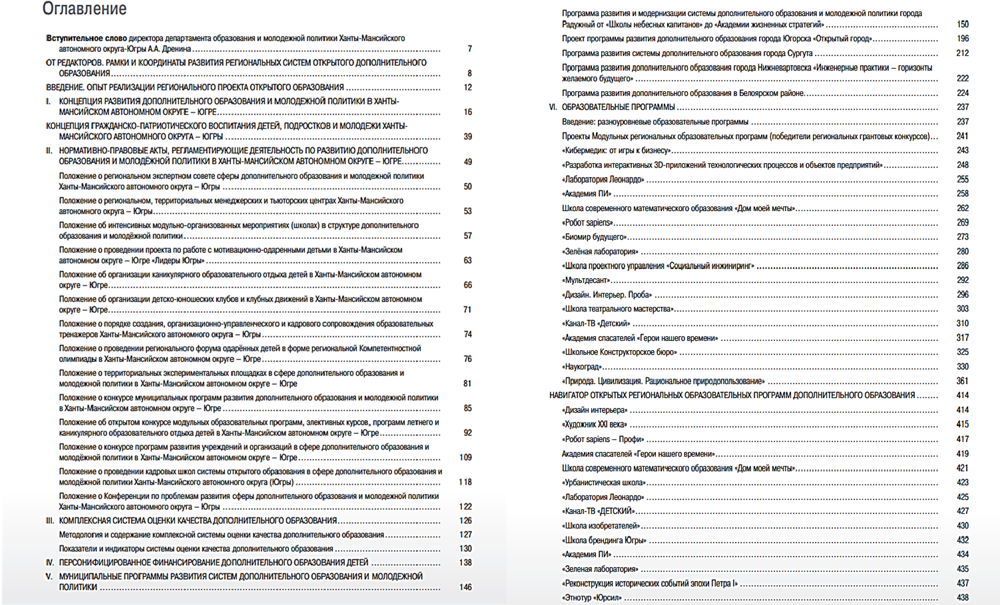 Оглавление
Вступительное слово директора департамента образования и молодежной политики Ханты-Мансийского
автономного округа-Югры А.А. Дренина 7
ОТ РЕДАКТОРОВ. РАМКИ И КООРДИНАТЫ РАЗВИТИЯ РЕГИОНАЛЬНЫХ СИСТЕМ ОТКРЫТОГО ДОПОЛНИТЕЛЬНОГО
ОБРАЗОВАНИЯ 8
ВВЕДЕНИЕ. ОПЫТ РЕАЛИЗАЦИИ РЕГИОНАЛЬНОГО ПРОЕКТА ОТКРЫТОГО ОБРАЗОВАНИЯ 12
I. КОНЦЕПЦИЯ РАЗВИТИЯ ДОПОЛНИТЕЛЬНОГО ОБРАЗОВАНИЯ И МОЛОДЕЖНОЙ ПОЛИТИКИ В ХАНТЫ-
МАНСИЙСКОМ АВТОНОМНОМ ОКРУГЕ – ЮГРЕ 16
КОНЦЕПЦИЯ ГРАЖДАНСКО-ПАТРИОТИЧЕСКОГО ВОСПИТАНИЯ ДЕТЕЙ, ПОДРОСТКОВ И МОЛОДЕЖИ ХАНТЫ-
МАНСИЙСКОГО АВТОНОМНОГО ОКРУГА – ЮГРЫ 39
II. НОРМАТИВНО-ПРАВОВЫЕ АКТЫ, РЕГЛАМЕНТИРУЮЩИЕ ДЕЯТЕЛЬНОСТЬ ПО РАЗВИТИЮ ДОПОЛНИТЕЛЬНОГО
ОБРАЗОВАНИЯ И МОЛОДЁЖНОЙ ПОЛИТИКИ В ХАНТЫ-МАНСИЙСКОМ АВТОНОМНОМ ОКРУГЕ – ЮГРЕ 49
Положение о региональном экспертном совете сферы дополнительного образования и молодежной политики
Ханты-Мансийского автономного округа – Югры 50
Положение о региональном, территориальных менеджерских и тьюторских центрах Ханты-Мансийского
автономного округа – Югры 53
Положение об интенсивных модульно-организованных мероприятиях (школах) в структуре дополнительного
образования и молодёжной политики 57
Положение о проведении проекта по работе с мотивационно-одаренными детьми в Ханты-Мансийском
автономном округе – Югре «Лидеры Югры» 63
Положение об организации каникулярного образовательного отдыха детей в Ханты-Мансийском автономном
округе – Югре 66
Положение об организации детско-юношеских клубов и клубных движений в Ханты-Мансийском автономном
округе – Югре 71
Положение о порядке создания, организационно-управленческого и кадрового сопровождения образовательных
тренажеров Ханты-Мансийского автономного округа – Югры 74
Положение о проведении регионального форума одарённых детей в форме региональной Компетентностной
олимпиады в Ханты-Мансийском автономном округе – Югре 76
Положение о территориальных экспериментальных площадках в сфере дополнительного образования и
молодежной политики в Ханты-Мансийском автономном округе – Югре 81
Положение о конкурсе муниципальных программ развития дополнительного образования и молодежной политики
в Ханты-Мансийском автономном округе – Югре 85
Положение об открытом конкурсе модульных образовательных программ, элективных курсов, программ летнего и
каникулярного образовательного отдыха детей в Ханты-Мансийском автономном округе – Югре 92
Положение о конкурсе программ развития учреждений и организаций в сфере дополнительного образования и
молодёжной политики в Ханты-Мансийском автономном округе – Югре 109
Положение о проведении кадровых школ системы открытого образования в сфере дополнительного образования и
молодёжной политики Ханты-Мансийского автономного округа (Югры) 118
Положение о Конференции по проблемам развития сферы дополнительного образования и молодежной политики
Ханты-Мансийского автономного округа – Югры 122
III. КОМПЛЕКСНАЯ СИСТЕМА ОЦЕНКИ КАЧЕСТВА ДОПОЛНИТЕЛЬНОГО ОБРАЗОВАНИЯ 126
Методология и содержание комплексной системы оценки качества дополнительного образования 127
Показатели и индикаторы системы оценки качества дополнительного образования 130
IV. ПЕРСОНИФИЦИРОВАННОЕ ФИНАНСИРОВАНИЕ ДОПОЛНИТЕЛЬНОГО ОБРАЗОВАНИЯ ДЕТЕЙ 138
V. МУНИЦИПАЛЬНЫЕ ПРОГРАММЫ РАЗВИТИЯ СИСТЕМ ДОПОЛНИТЕЛЬНОГО ОБРАЗОВАНИЯ И МОЛОДЕЖНОЙ
ПОЛИТИКИ 146
Программа развития и модернизации системы дополнительного образования и молодежной политики города
Радужный от «Школы небесных капитанов» до «Академии жизненных стратегий» 150
Проект программы развития дополнительного образования города Югорска «Открытый город» 196
Программа развития системы дополнительного образования города Сургута 212
Программа развития дополнительного образования города Нижневартовска «Инженерные практики – горизонты
желаемого будущего» 222
Программа развития дополнительного образования в Белоярском районе 224
VI. ОБРАЗОВАТЕЛЬНЫЕ ПРОГРАММЫ 237
Введение: разноуровневые образовательные программы 237
Проекты Модульных региональных образовательных программ (победители региональных грантовых конкурсов) 241
«Кибермедик: от игры к бизнесу» 243
«Разработка интерактивных 3D-приложений технологических процессов и объектов предприятий» 248
«Лаборатория Леонардо» 255
«Академия ПИ» 258
Школа современного математического образования «Дом моей мечты» 262
«Робот sapiens» 269
«Биомир будущего» 273
«Зелёная лаборатория» 280
«Школа проектного управления «Социальный инжиниринг» 286
«Мультдесант» 292
«Дизайн. Интерьер. Проба» 296
«Школа театрального мастерства» 303
«Канал-ТВ «Детский» 310
«Академия спасателей «Герои нашего времени» 317
«Школьное Конструкторское бюро» 325
«Наукоград» 330
«Природа. Цивилизация. Рациональное природопользование» 361
НАВИГАТОР ОТКРЫТЫХ РЕГИОНАЛЬНЫХ ОБРАЗОВАТЕЛЬНЫХ ПРОГРАММ ДОПОЛНИТЕЛЬНОГО ОБРАЗОВАНИЯ 414
«Дизайн интерьера» 414
«Художник XXI века» 415
«Робот sapiens – Профи» 417
Академия спасателей «Герои нашего времени» 419
Школа современного математического образования «Дом моей мечты» 421
«Урбанистическая школа» 423
«Лаборатория Леонардо» 425
«Канал-ТВ «ДЕТСКИЙ» 427
«Школа изобретателей» 430
«Школа брендинга Югры» 432
«Академия ПИ» 434
«Зеленая лаборатория» 435
«Реконструкция исторических событий эпохи Петра I» 437
«Этнотур «Юрсил» 438